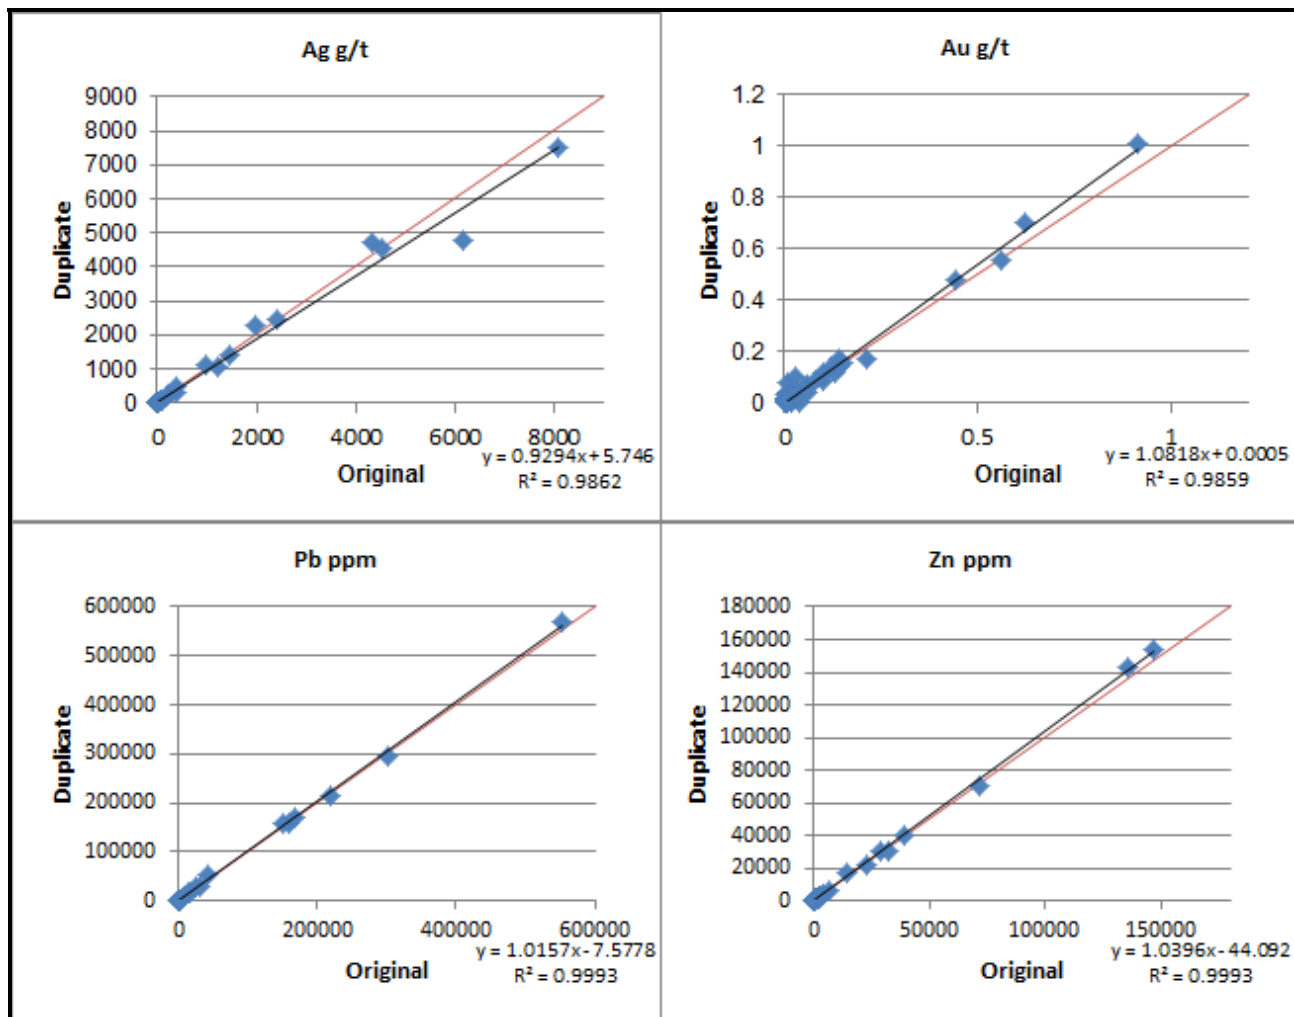 Ag g/t
9000
8000
7000
6000
5000
4000
3000
2000
1000
0
Duplicate
0 2000 4000 6000 8000
Original
y = 0.9294x + 5.746
R² = 0.9862
Au g/t
1.2
1
0.8
0.6
0.4
0.2
0
Duplicate
0 0.5 1
Original
y = 1.0818x + 0.0005
R² = 0.9859
Pb ppm
600000
500000
400000
300000
200000
100000
0
Duplicate
0 200000 400000 600000
Original
y = 1.0157x - 7.5778
R² = 0.9993
Zn ppm
180000
160000
140000
120000
100000
80000
60000
40000
20000
0
Duplicate
0 50000 100000 150000
Original
y = 1.0396x - 44.092
R² = 0.9993